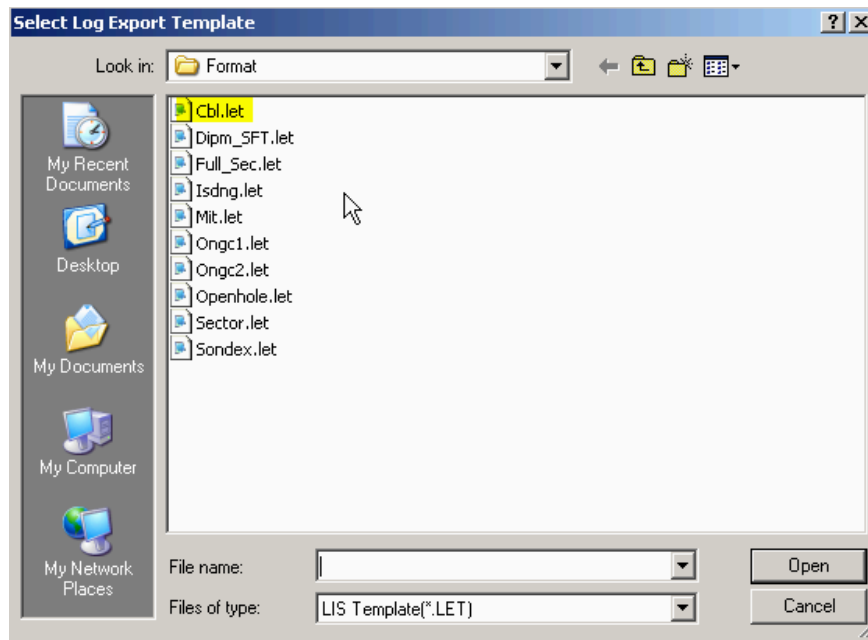 Select Log Export Template
Look in:
Format
My Recent
Documents
Desktop
My Documents
My Computer
My Network
Places
Cbl.let
Dipm_SFT.let
Full_Sec.let
Isdng.let
Mit.let
Ongc1.let
Ongc2.let
Openhole.let
Sector.let
Sondex.let
File name:
Open
Files of type:
LIS Template(*.LET)
Cancel